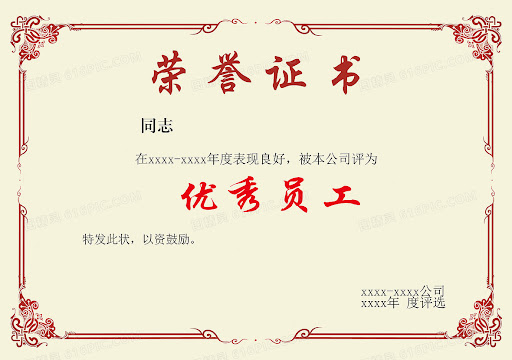 荣誉证书
同志
在xxxx-xxxx年度表现良好，被本公司评为
优秀员工
特发此状，以资鼓励。
xxxx-xxxx公司
xxxx年 度评选